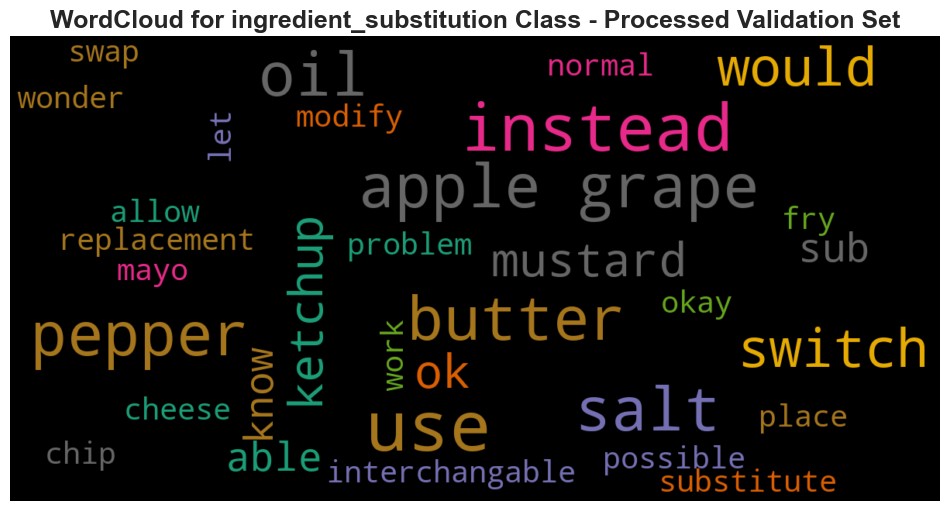 WordCloud for ingredient_substitution Class - Processed Validation Set
swap
oil
normal
would
wonder
modify
let
instead
apple grape
allow
fry
replacement
problem
mustard
sub
mayo
ketchup
okay
pepper
butter
switch
work
ok
know
cheese
use
salt
place
chip
able
interchangable
possible
substitute